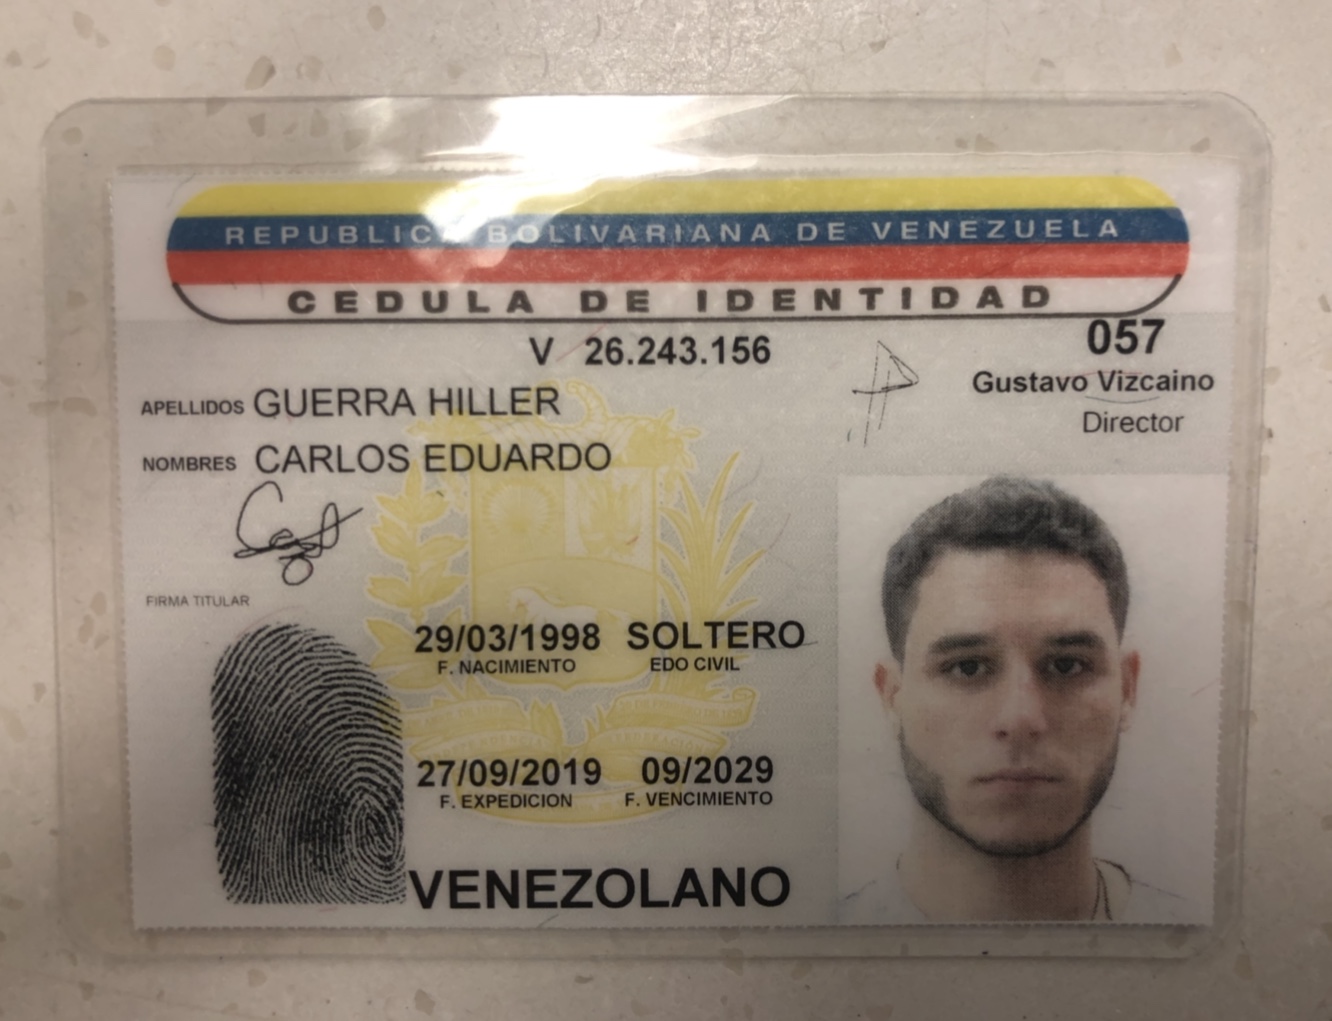 REPUBLICA BOLIVARIANA DE VENEZUELA
CEDULA DE IDENTIDAD
V 26.243.156
057
Gustavo Vizcaino
Director
APELLIDOS GUERRA HILLER
NOMBRES CARLOS EDUARDO
FIRMA TITULAR
29/03/1998 SOLTERO
F. NACIMIENTO EDO CIVIL
27/09/2019 09/2029
F. EXPEDICION F. VENCIMIENTO
VENEZOLANO